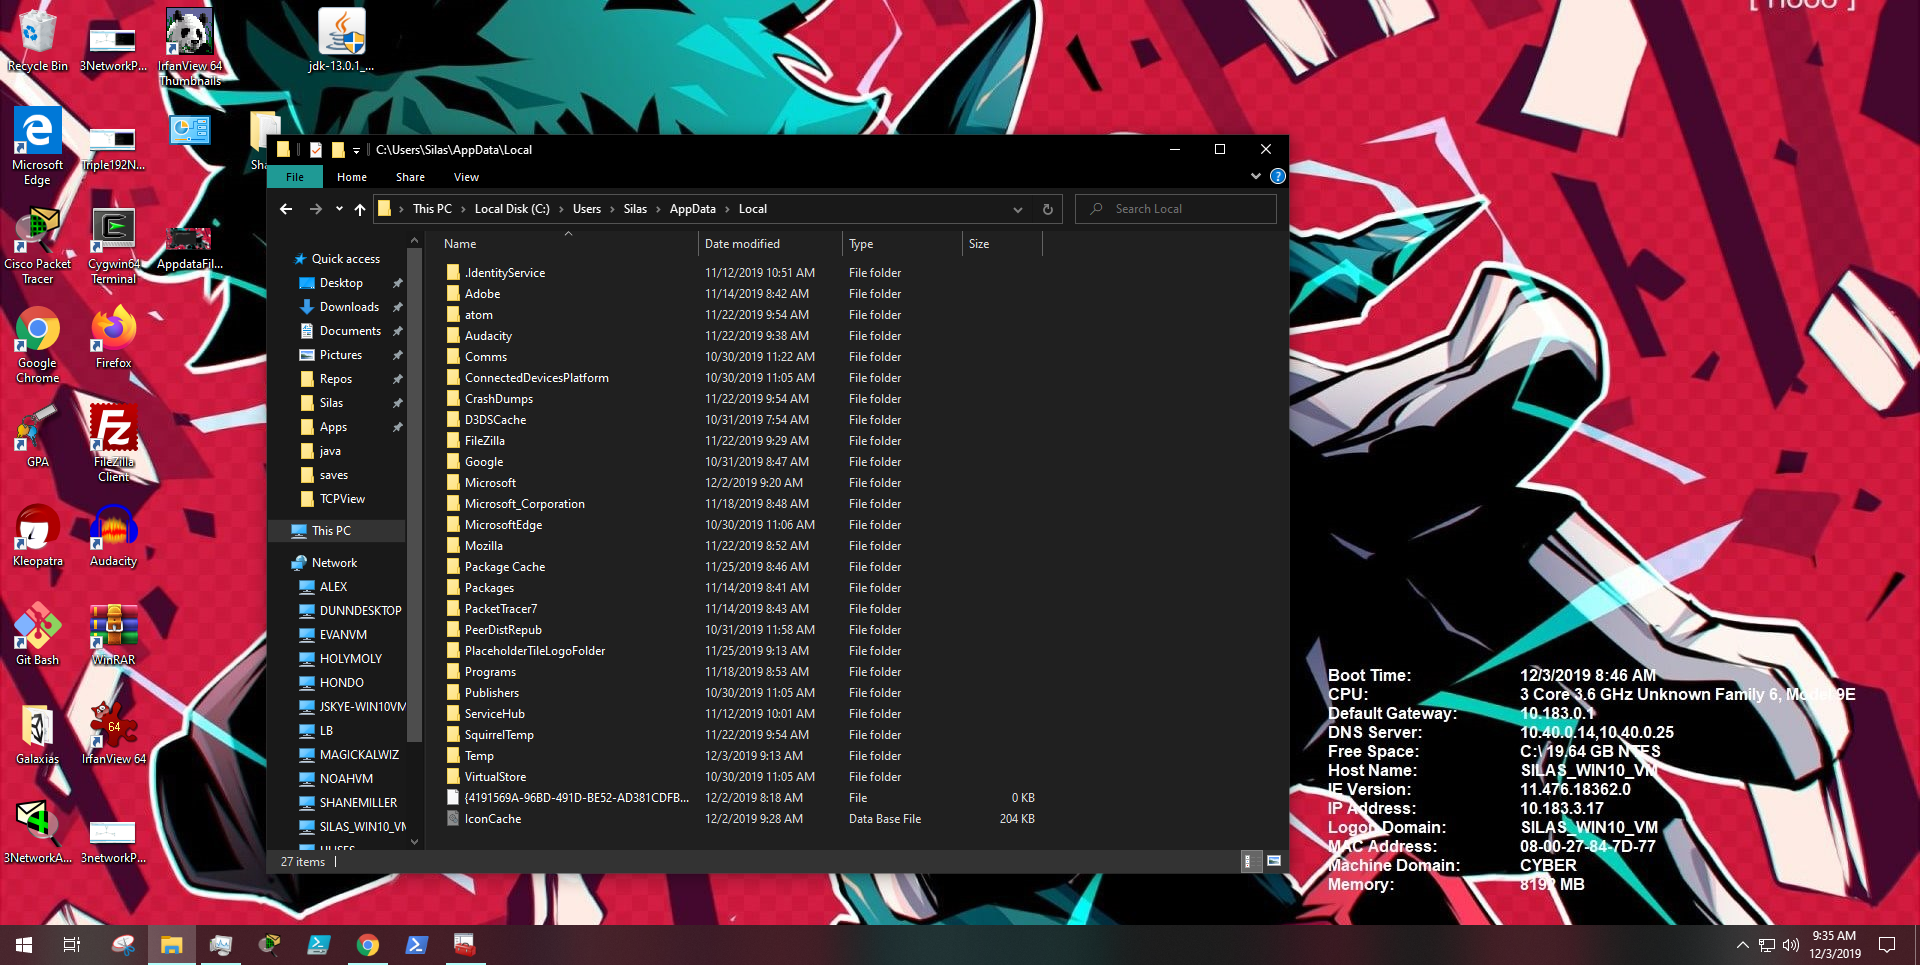 [ noob ]
Recycle Bin
3NetworkP...
IrfanView 64
Thumbnails
jdk-13.0.1_...
Microsoft
Edge
Triple192N...
Sha
Cisco Packet
Tracer
Cygwin64
Terminal
AppdataFil...
Google
Chrome
Firefox
GPA
FileZilla
Client
Kleopatra
Audacity
Git Bash
WinRAR
Galaxias
64
IrfanView 64
3NetworkA...
3networkP...
C:\Users\Silas\AppData\Local
File Home Share View
This PC > Local Disk (C:) > Users > Silas > AppData > Local
Search Local
Quick access
Desktop
Downloads
Documents
Pictures
Repos
Silas
Apps
java
saves
TCPView
This PC
Network
ALEX
DUNNDESKTOP
EVANVM
HOLYMOLY
HONDO
JSKYE-WIN10VM
LB
MAGICKALWIZ
NOAHVM
SHANEMILLER
SILAS_WIN10_VM
Name Date modified Type Size
.IdentityService 11/12/2019 10:51 AM File folder
Adobe 11/14/2019 8:42 AM File folder
atom 11/22/2019 9:54 AM File folder
Audacity 11/22/2019 9:38 AM File folder
Comms 10/30/2019 11:22 AM File folder
ConnectedDevicesPlatform 10/30/2019 11:05 AM File folder
CrashDumps 11/22/2019 9:54 AM File folder
D3DSCache 10/31/2019 7:54 AM File folder
FileZilla 11/22/2019 9:29 AM File folder
Google 10/31/2019 8:47 AM File folder
Microsoft 12/2/2019 9:20 AM File folder
Microsoft_Corporation 11/18/2019 8:48 AM File folder
MicrosoftEdge 10/30/2019 11:06 AM File folder
Mozilla 11/22/2019 8:52 AM File folder
Package Cache 11/25/2019 8:46 AM File folder
Packages 11/14/2019 8:41 AM File folder
PacketTracer7 11/14/2019 8:43 AM File folder
PeerDistRepub 10/31/2019 11:58 AM File folder
PlaceholderTileLogoFolder 11/25/2019 9:13 AM File folder
Programs 11/18/2019 8:53 AM File folder
Publishers 10/30/2019 11:05 AM File folder
ServiceHub 11/12/2019 10:01 AM File folder
SquirrelTemp 11/22/2019 9:54 AM File folder
Temp 12/3/2019 9:13 AM File folder
VirtualStore 10/30/2019 11:05 AM File folder
{4191569A-96BD-491D-BE52-AD381CDFB... 12/2/2019 8:18 AM File 0 KB
IconCache 12/2/2019 9:28 AM Data Base File 204 KB
27 items
Boot Time: 12/3/2019 8:46 AM
CPU: 3 Core 3.6 GHz Unknown Family 6, Model 9E
Default Gateway: 10.183.0.1
DNS Server: 10.40.0.14,10.40.0.25
Free Space: C:\ 19.64 GB NTFS
Host Name: SILAS_WIN10_VM
IE Version: 11.476.18362.0
IP Address: 10.183.3.17
Logon Domain: SILAS_WIN10_VM
MAC Address: 08-00-27-84-7D-77
Machine Domain: CYBER
Memory: 8192 MB
9:35 AM
12/3/2019